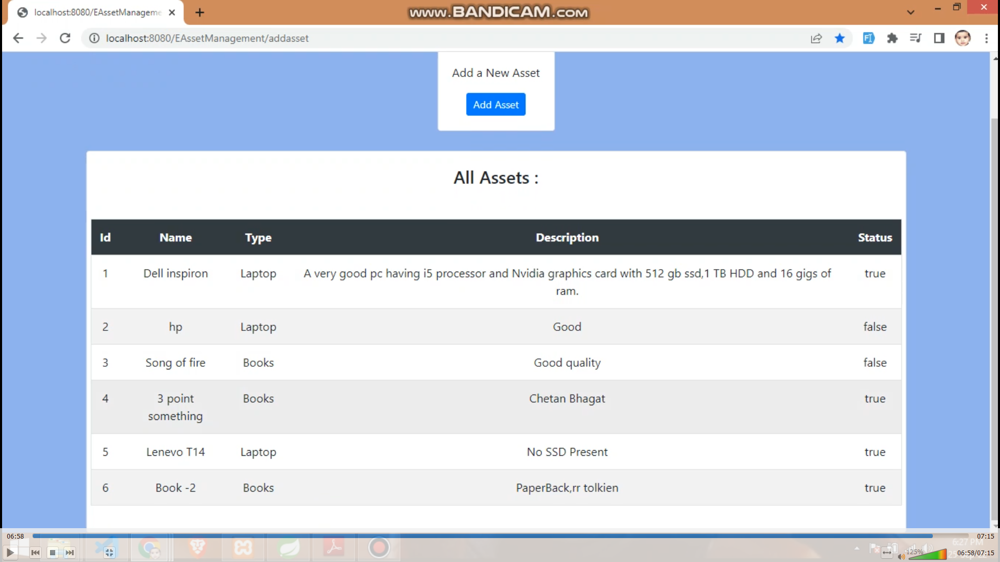 localhost:8080/EAssetManageme
www.BANDICAM.com
localhost:8080/EAssetManagement/addasset
Add a New Asset
Add Asset
All Assets :
Id Name Type Description Status
1 Dell inspiron Laptop A very good pc having i5 processor and Nvidia graphics card with 512 gb ssd,1 TB HDD and 16 gigs of ram. true
2 hp Laptop Good false
3 Song of fire Books Good quality false
4 3 point something Books Chetan Bhagat true
5 Lenevo T14 Laptop No SSD Present true
6 Book -2 Books PaperBack,rr tolkien true
06:58 07:15
6:27 PM
125% 06:58/07:15